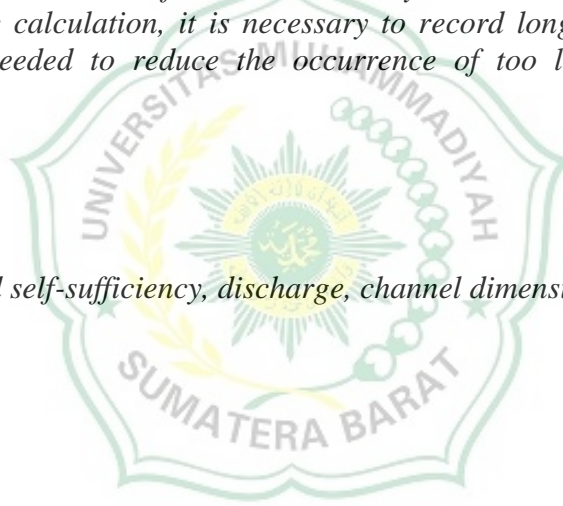 calculation, it is necessary to record long
eeded to reduce the occurrence of too l
self-sufficiency, discharge, channel dimensi
UNIVERSITAS MUHAMMADIYAH
SUMATERA BARAT